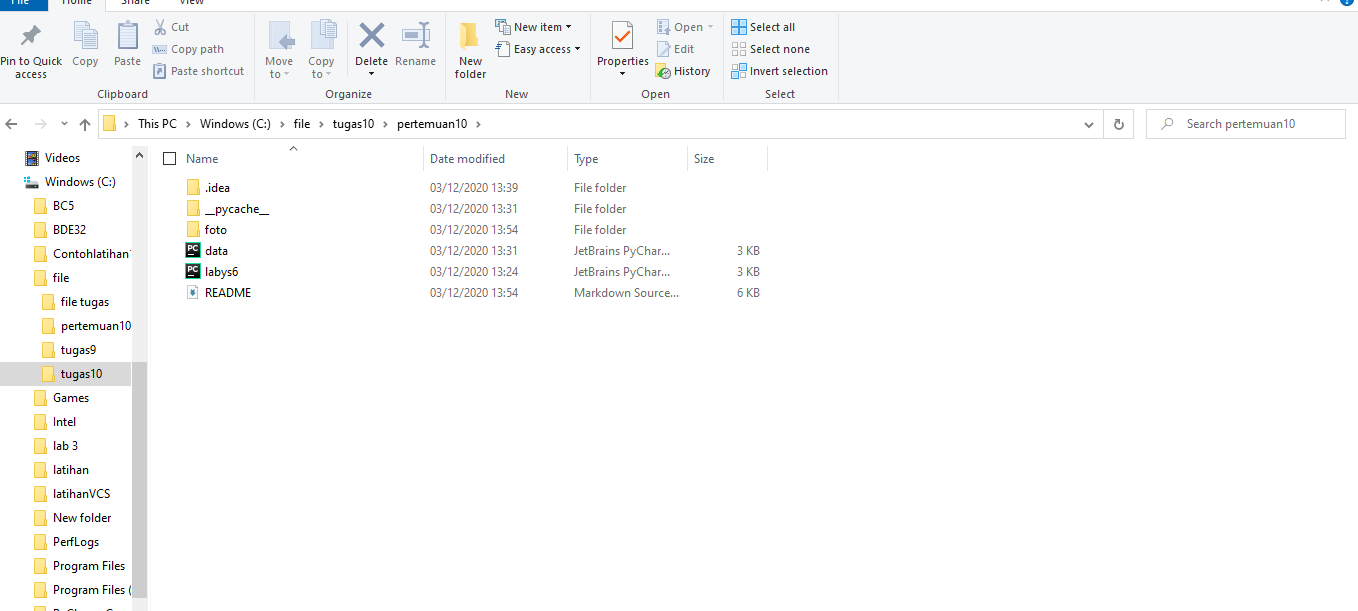 File Home Share View
Pin to Quick access
Copy
Paste
Cut
Copy path
Paste shortcut
Clipboard
Move to
Copy to
Delete
Rename
Organize
New folder
New item
Easy access
New
Properties
Open
Edit
History
Open
Select all
Select none
Invert selection
Select
This PC › Windows (C:) › file › tugas10 › pertemuan10 ›
Search pertemuan10
Videos
Windows (C:)
BC5
BDE32
Contohlatihan
file
file tugas
pertemuan10
tugas9
tugas10
Games
Intel
lab 3
latihan
latihanVCS
New folder
PerfLogs
Program Files
Program Files (
Name Date modified Type Size
.idea 03/12/2020 13:39 File folder
__pycache__ 03/12/2020 13:31 File folder
foto 03/12/2020 13:54 File folder
data 03/12/2020 13:31 JetBrains PyChar... 3 KB
labys6 03/12/2020 13:24 JetBrains PyChar... 3 KB
README 03/12/2020 13:54 Markdown Source... 6 KB